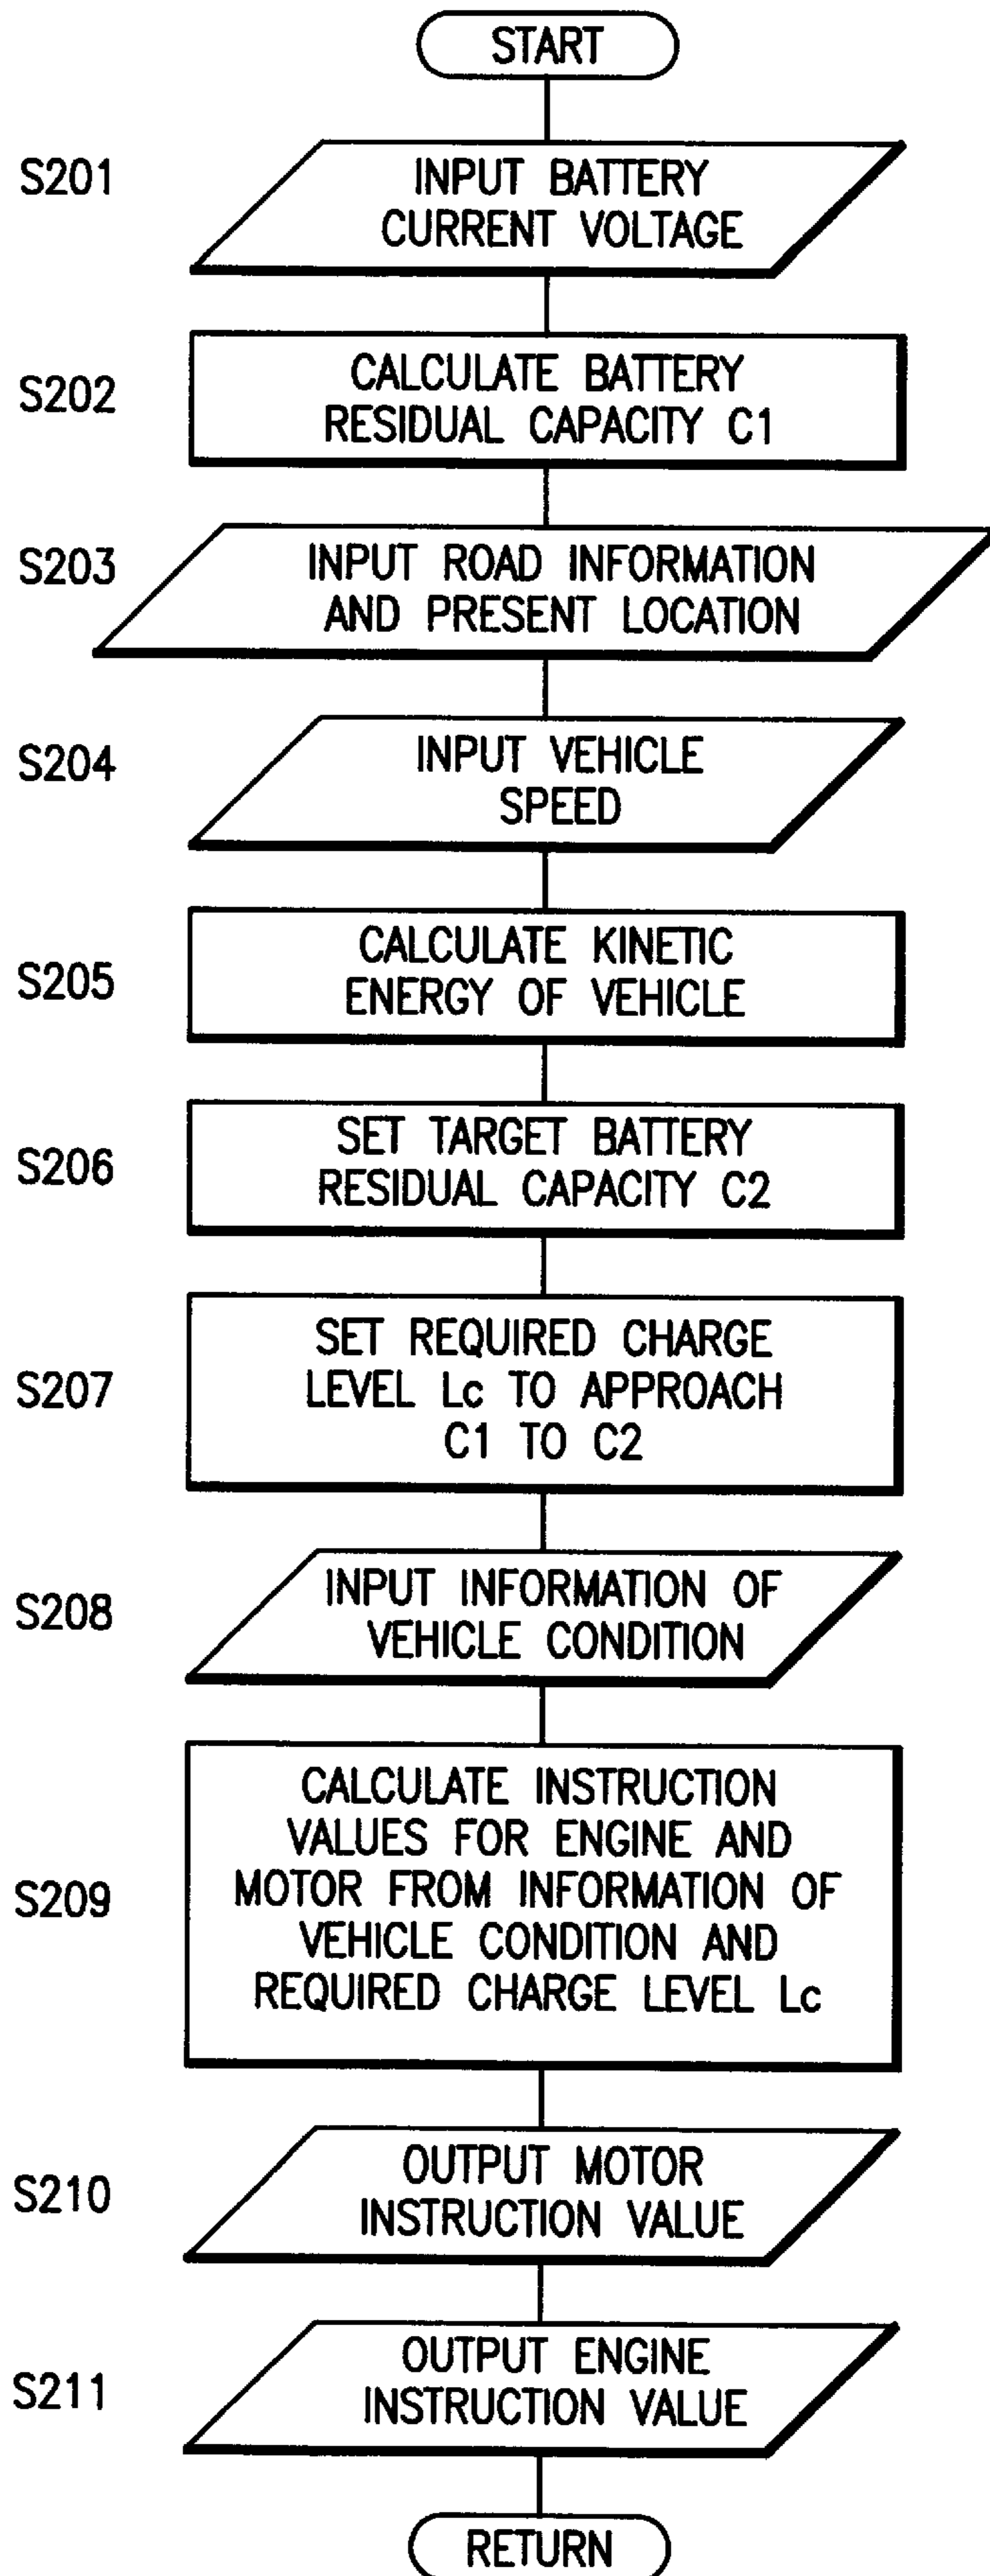 START
S201
INPUT BATTERY
CURRENT VOLTAGE
S202
CALCULATE BATTERY
RESIDUAL CAPACITY C1
S203
INPUT ROAD INFORMATION
AND PRESENT LOCATION
S204
INPUT VEHICLE
SPEED
S205
CALCULATE KINETIC
ENERGY OF VEHICLE
S206
SET TARGET BATTERY
RESIDUAL CAPACITY C2
S207
SET REQUIRED CHARGE
LEVEL Lc TO APPROACH
C1 TO C2
S208
INPUT INFORMATION OF
VEHICLE CONDITION
S209
CALCULATE INSTRUCTION
VALUES FOR ENGINE AND
MOTOR FROM INFORMATION OF
VEHICLE CONDITION AND
REQUIRED CHARGE LEVEL Lc
S210
OUTPUT MOTOR
INSTRUCTION VALUE
S211
OUTPUT ENGINE
INSTRUCTION VALUE
RETURN